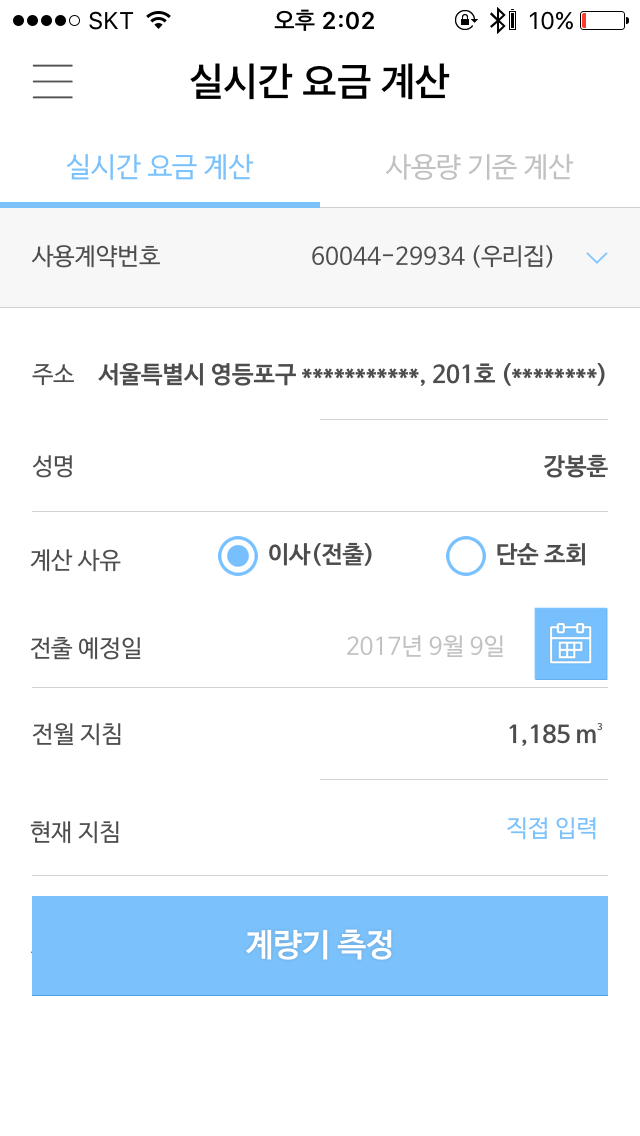 SKT 오후 2:02 10%
실시간 요금 계산
실시간 요금 계산 사용량 기준 계산
사용계약번호 60044-29934 (우리집)
주소 서울특별시 영등포구 ***********, 201호 (********)
성명 강봉훈
계산 사유 이사(전출) 단순 조회
전출 예정일 2017년 9월 9일
전월 지침 1,185 m³
현재 지침 직접 입력
계량기 측정